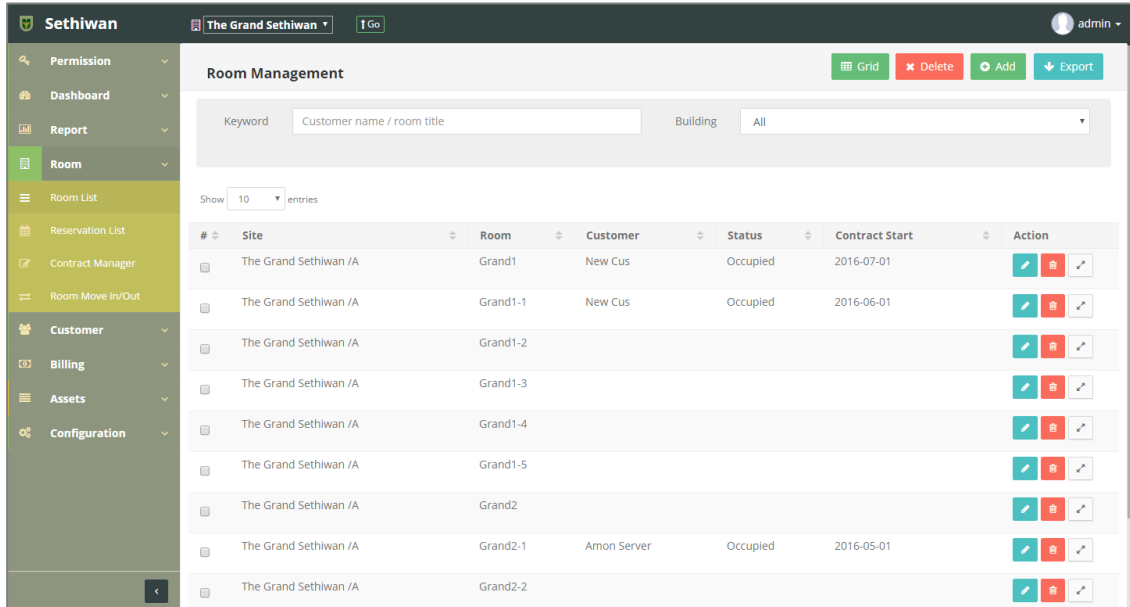 Sethiwan
The Grand Sethiwan
Go
admin
Permission
Dashboard
Report
Room
Room List
Reservation List
Contract Manager
Room Move In/Out
Customer
Billing
Assets
Configuration
Room Management
Grid
Delete
Add
Export
Keyword Customer name / room title Building All
Show 10 entries
# Site Room Customer Status Contract Start Action
The Grand Sethiwan /A Grand1 New Cus Occupied 2016-07-01
The Grand Sethiwan /A Grand1-1 New Cus Occupied 2016-06-01
The Grand Sethiwan /A Grand1-2
The Grand Sethiwan /A Grand1-3
The Grand Sethiwan /A Grand1-4
The Grand Sethiwan /A Grand1-5
The Grand Sethiwan /A Grand2
The Grand Sethiwan /A Grand2-1 Amon Server Occupied 2016-05-01
The Grand Sethiwan /A Grand2-2